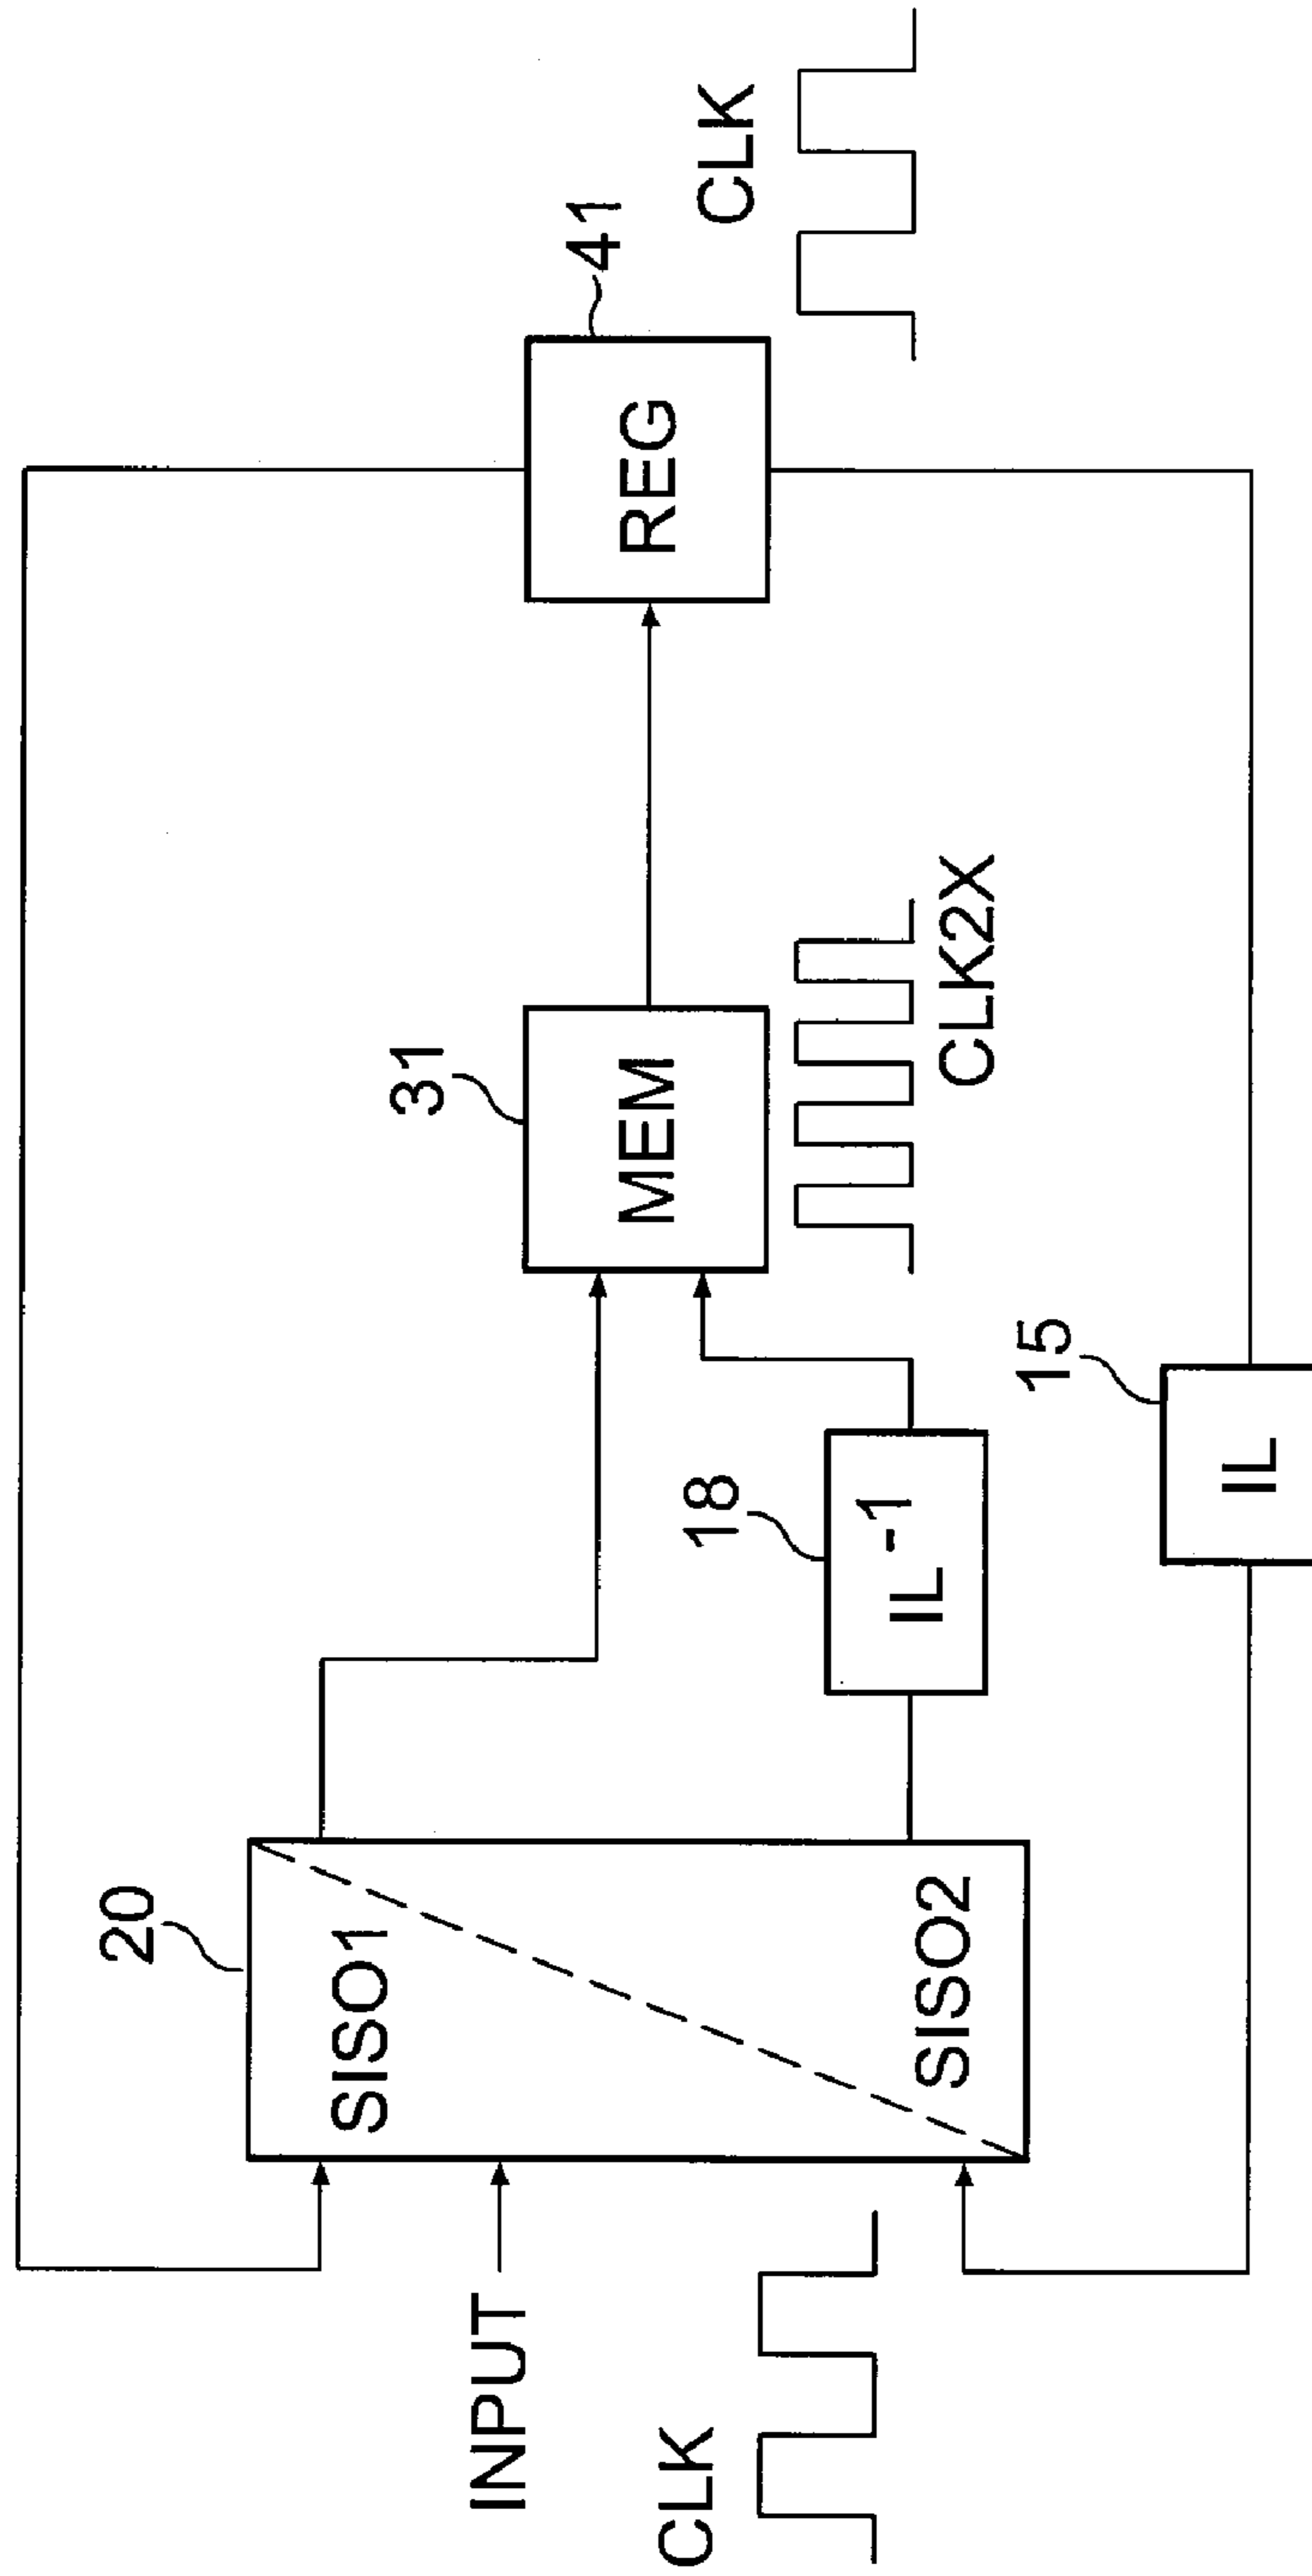 20
SISO1
SISO2
INPUT
CLK
18
IL⁻¹
31
MEM
CLK2X
41
REG
CLK
15
IL